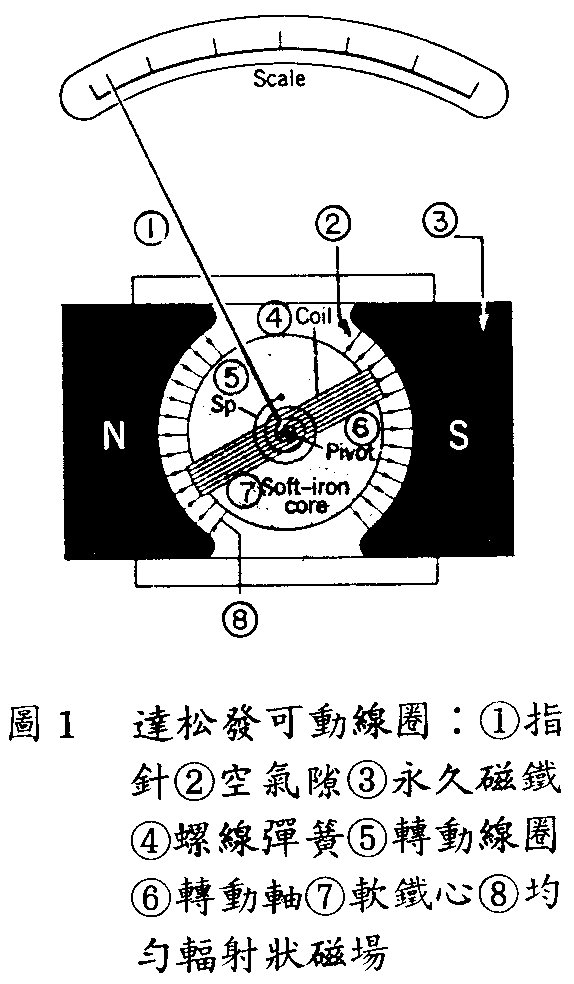 Scale
①
②
③
④
Coil
⑤
Sp
⑥
N
S
Pivot
⑦
Soft-iron
core
⑧
圖1 達松發可動線圈：①指
針②空氣隙③永久磁鐵
④螺線彈簧⑤轉動線圈
⑥轉動軸⑦軟鐵心⑧均
勻輻射狀磁場